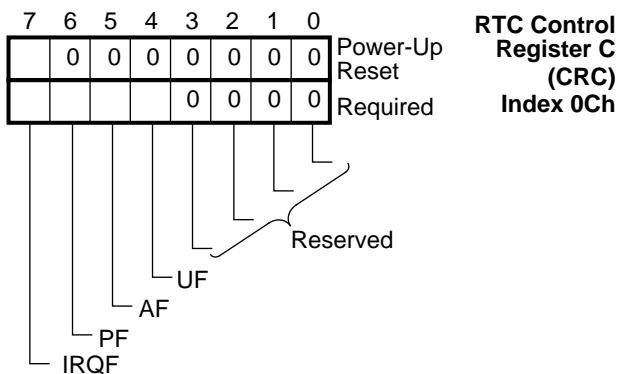 7 6 5 4 3 2 1 0
RTC Control
Register C
(CRC)
Index 0Ch
0 0 0 0 0 0 0
Power-Up
Reset
0 0 0 0
Required
Reserved
UF
AF
PF
IRQF